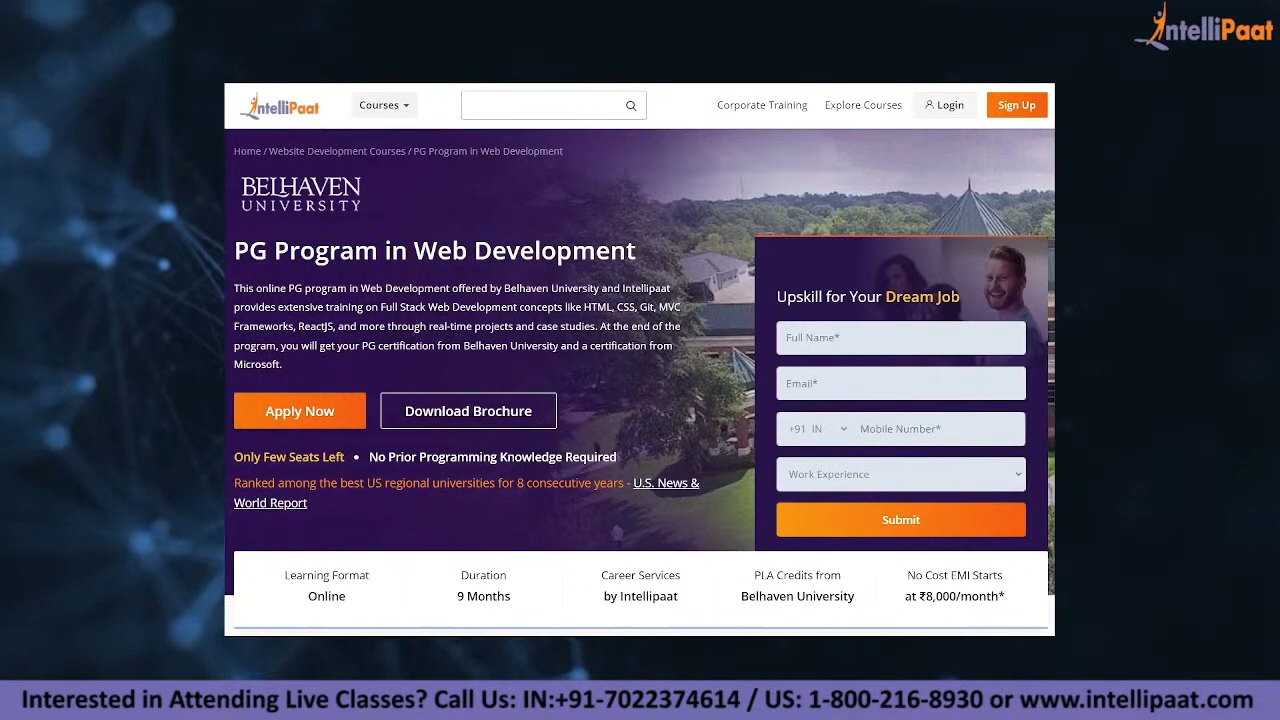 IntelliPaat
IntelliPaat
Courses
Corporate Training
Explore Courses
Login
Sign Up
Home / Website Development Courses / PG Program in Web Development
BELHAVEN
UNIVERSITY
PG Program in Web Development
This online PG program in Web Development offered by Belhaven University and Intellipaat
provides extensive training on Full Stack Web Development concepts like HTML, CSS, Git, MVC
Frameworks, ReactJS, and more through real-time projects and case studies. At the end of the
program, you will get your PG certification from Belhaven University and a certification from
Microsoft.
Apply Now
Download Brochure
Only Few Seats Left • No Prior Programming Knowledge Required
Ranked among the best US regional universities for 8 consecutive years - U.S. News &
World Report
Upskill for Your Dream Job
Full Name*
Email*
+91 IN Mobile Number*
Work Experience
Submit
Learning Format
Online
Duration
9 Months
Career Services
by Intellipaat
PLA Credits from
Belhaven University
No Cost EMI Starts
at ₹8,000/month*
Interested in Attending Live Classes? Call Us: IN:+91-7022374614 / US: 1-800-216-8930 or www.intellipaat.com